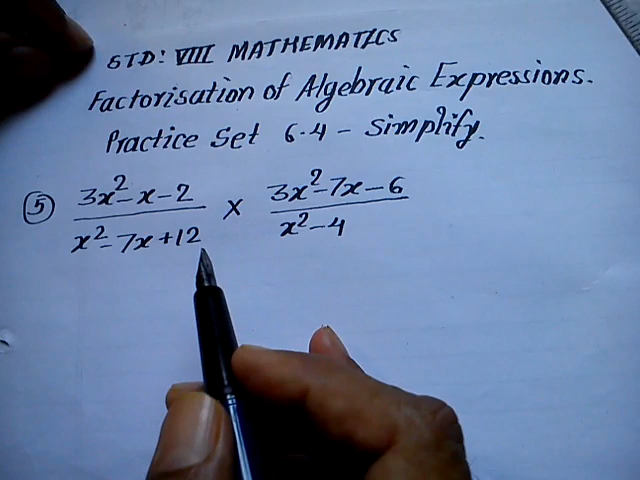 STD: VIII MATHEMATICS
Factorisation of Algebraic Expressions.
Practice Set 6.4 - Simplify.
⑤ (3x²-x-2)/(x²-7x+12) × (3x²-7x-6)/(x²-4)